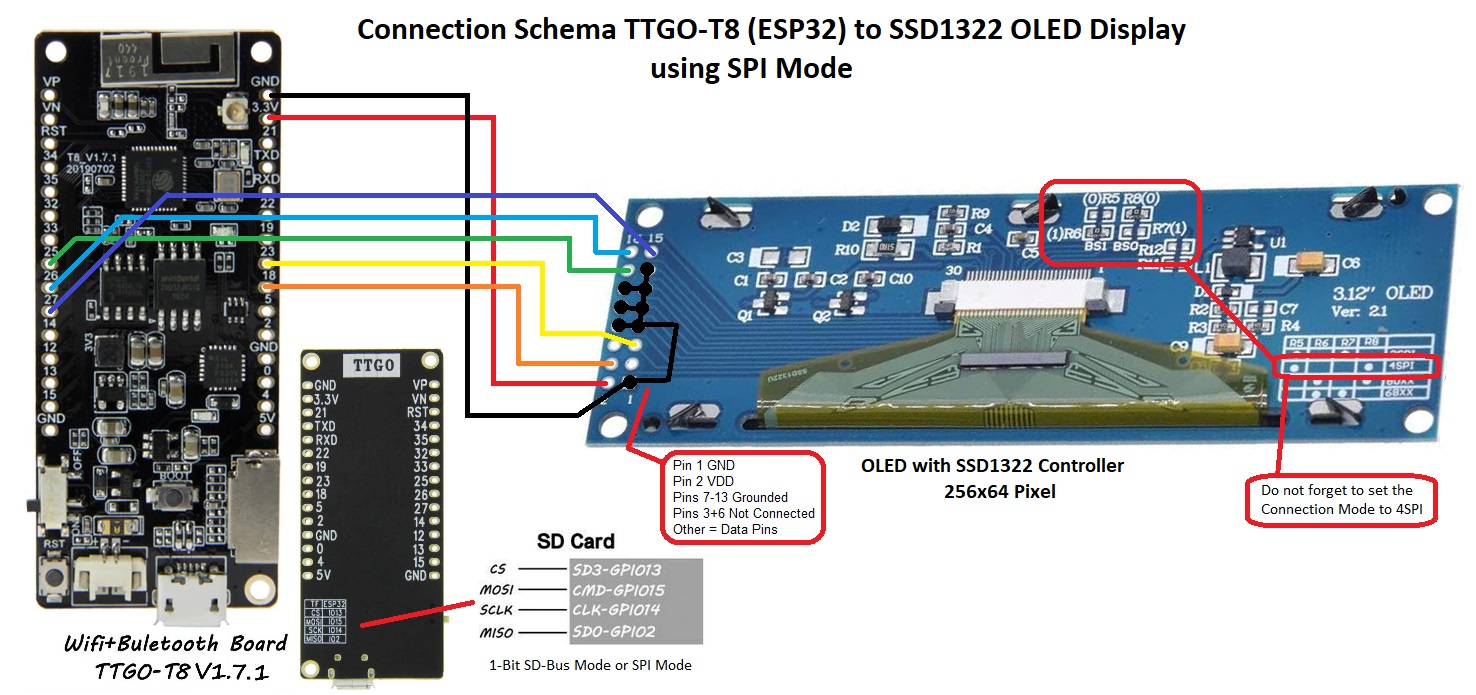 Connection Schema TTGO-T8 (ESP32) to SSD1322 OLED Display
using SPI Mode
1917
440
VP
VN
RST
34
35
32
33
25
26
27
14
12
13
15
GND
GND
3.3V
21
TXD
RXD
22
19
23
18
5
2
GND
0
4
5V
T8_V1.7.1
20190702
winbond
3V3
OFF
ON
BOOT
RST
+
-
Wifi+Buletooth Board
TTGO-T8 V1.7.1
TTGO
GND VP
3.3V VN
21 RST
TXD 34
RXD 35
22 32
19 33
23 25
18 26
5 27
2 14
GND 12
0 13
4 15
5V GND
TF ESP32
CS IO13
MOSI IO15
SCK IO14
MISO IO2
SD Card
CS SD3-GPIO13
MOSI CMD-GPIO15
SCLK CLK-GPIO14
MISO SD0-GPIO2
1-Bit SD-Bus Mode or SPI Mode
15
2
1
C3
C1
Q1
D2
R10
C2
C10
Q2
R9
C4
R1
C5
30
1
(0)R5 R8(0)
(1)R6 R7(1)
BS1 BS0
R12
L1
U1
C6
R2
R3
C7
R4
C9
3.12" OLED
Ver: 2.1
R5 R6 R7 R8
4SPI
80XX
68XX
SSD1322U
Pin 1 GND
Pin 2 VDD
Pins 7-13 Grounded
Pins 3+6 Not Connected
Other = Data Pins
OLED with SSD1322 Controller
256x64 Pixel
Do not forget to set the
Connection Mode to 4SPI